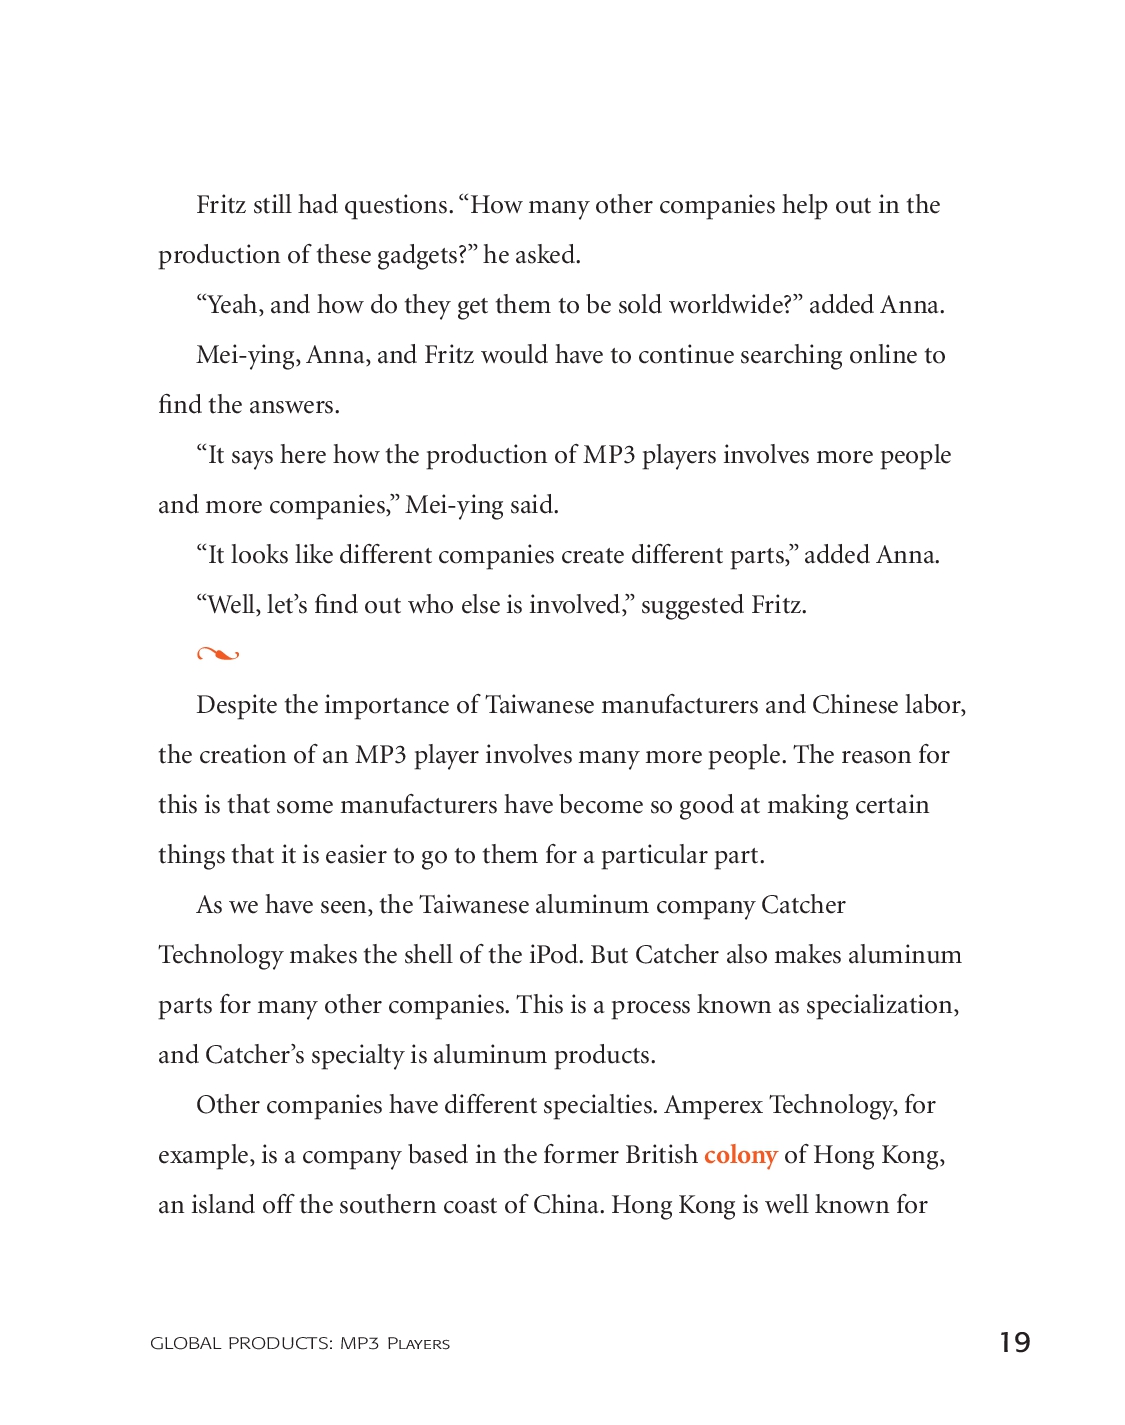 Fritz still had questions. “How many other companies help out in the
production of these gadgets?” he asked.
“Yeah, and how do they get them to be sold worldwide?” added Anna.
Mei-ying, Anna, and Fritz would have to continue searching online to
find the answers.
“It says here how the production of MP3 players involves more people
and more companies,” Mei-ying said.
“It looks like different companies create different parts,” added Anna.
“Well, let’s find out who else is involved,” suggested Fritz.
Despite the importance of Taiwanese manufacturers and Chinese labor,
the creation of an MP3 player involves many more people. The reason for
this is that some manufacturers have become so good at making certain
things that it is easier to go to them for a particular part.
As we have seen, the Taiwanese aluminum company Catcher
Technology makes the shell of the iPod. But Catcher also makes aluminum
parts for many other companies. This is a process known as specialization,
and Catcher’s specialty is aluminum products.
Other companies have different specialties. Amperex Technology, for
example, is a company based in the former British colony of Hong Kong,
an island off the southern coast of China. Hong Kong is well known for
GLOBAL PRODUCTS: MP3 PLAYERS
19